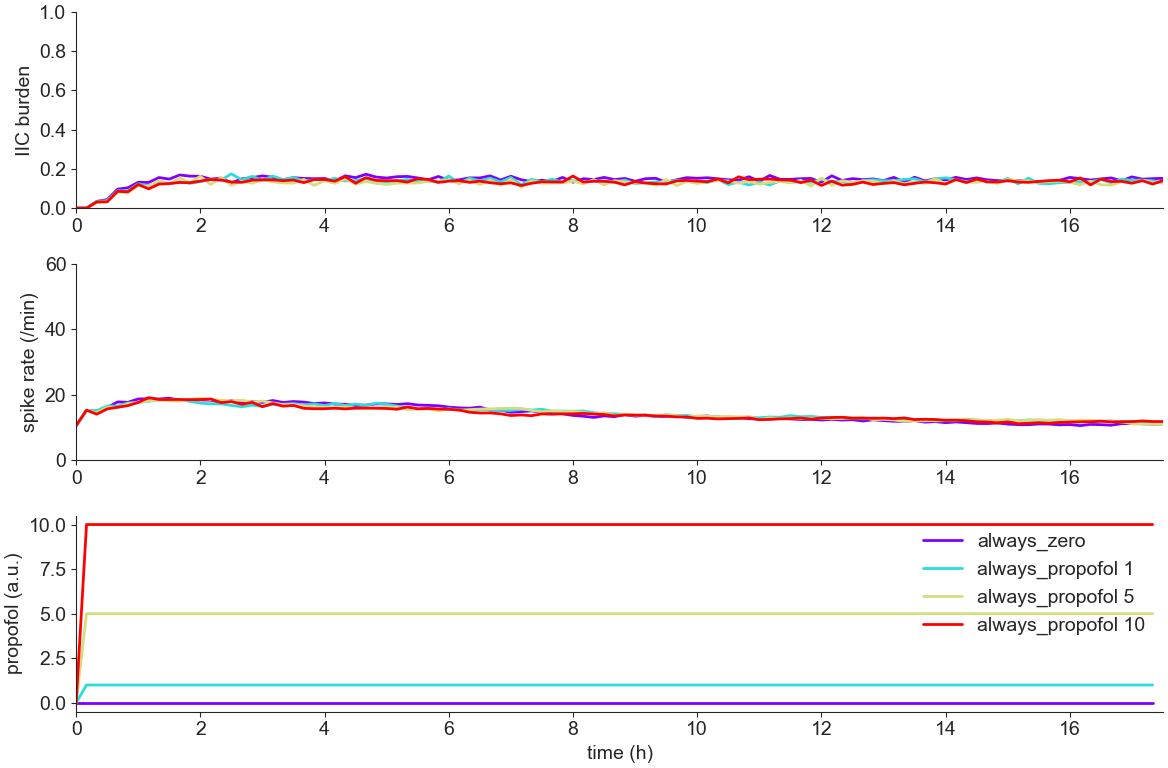 1.0
0.8
0.6
0.4
0.2
0.0
IIC burden
0 2 4 6 8 10 12 14 16
60
40
20
0
spike rate (/min)
0 2 4 6 8 10 12 14 16
10.0
7.5
5.0
2.5
0.0
propofol (a.u.)
always_zero
always_propofol 1
always_propofol 5
always_propofol 10
0 2 4 6 8 10 12 14 16
time (h)